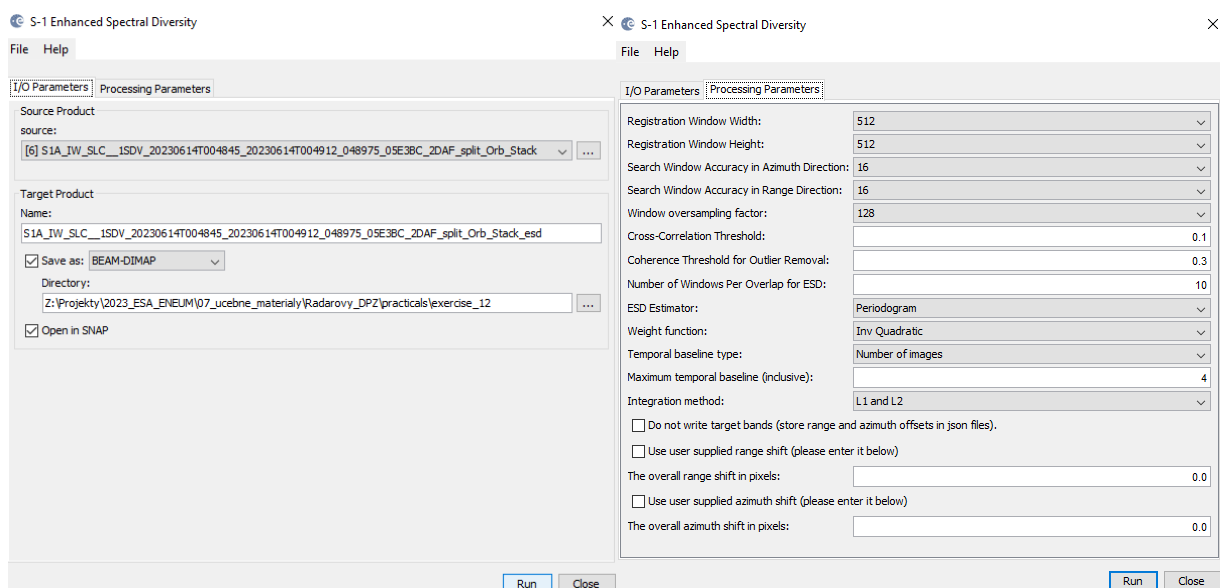 S-1 Enhanced Spectral Diversity
File Help
I/O Parameters Processing Parameters
Source Product
source:
[6] S1A_IW_SLC__1SDV_20230614T004845_20230614T004912_048975_05E3BC_2DAF_split_Orb_Stack ...
Target Product
Name:
S1A_IW_SLC__1SDV_20230614T004845_20230614T004912_048975_05E3BC_2DAF_split_Orb_Stack_esd
Save as: BEAM-DIMAP
Directory:
Z:\Projekty\2023_ESA_ENEUM\07_ucebne_materialy\Radarovy_DPZ\practicals\exercise_12 ...
Open in SNAP
Run Close
S-1 Enhanced Spectral Diversity
File Help
I/O Parameters Processing Parameters
Registration Window Width: 512
Registration Window Height: 512
Search Window Accuracy in Azimuth Direction: 16
Search Window Accuracy in Range Direction: 16
Window oversampling factor: 128
Cross-Correlation Threshold: 0.1
Coherence Threshold for Outlier Removal: 0.3
Number of Windows Per Overlap for ESD: 10
ESD Estimator: Periodogram
Weight function: Inv Quadratic
Temporal baseline type: Number of images
Maximum temporal baseline (inclusive): 4
Integration method: L1 and L2
Do not write target bands (store range and azimuth offsets in json files).
Use user supplied range shift (please enter it below)
The overall range shift in pixels: 0.0
Use user supplied azimuth shift (please enter it below)
The overall azimuth shift in pixels: 0.0
Run Close